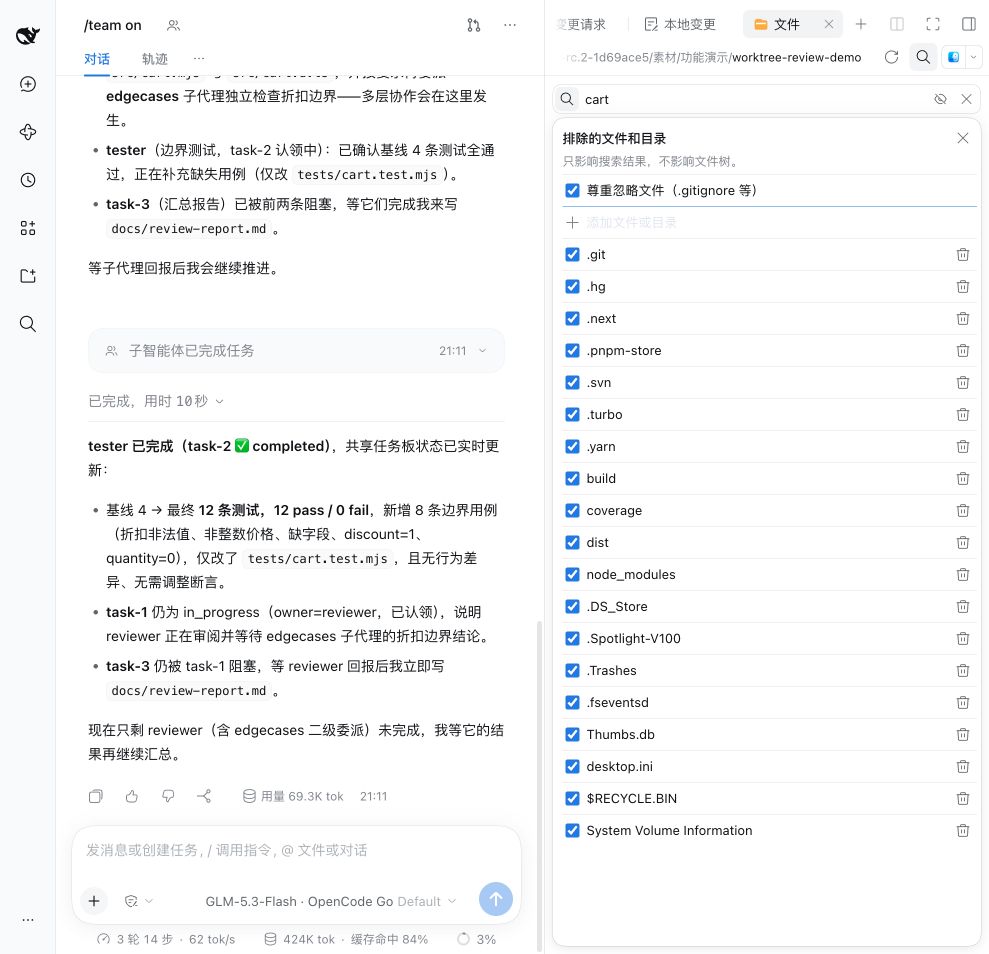 /team on
对话
轨迹
edgecases 子代理独立检查折扣边界——多层协作会在这里发
生。
tester（边界测试，task-2 认领中）：已确认基线 4 条测试全通
过，正在补充缺失用例（仅改 tests/cart.test.mjs ）。
task-3（汇总报告）已被前两条阻塞，等它们完成我来写
docs/review-report.md 。
等子代理回报后我会继续推进。
子智能体已完成任务
21:11
已完成，用时 10秒
tester 已完成（task-2 ✅ completed），共享任务板状态已实时更
新：
基线 4 → 最终 12 条测试，12 pass / 0 fail，新增 8 条边界用例
（折扣非法值、非整数价格、缺字段、discount=1、
quantity=0），仅改了 tests/cart.test.mjs ，且无行为差
异、无需调整断言。
task-1 仍为 in_progress（owner=reviewer，已认领），说明
reviewer 正在审阅并等待 edgecases 子代理的折扣边界结论。
task-3 仍被 task-1 阻塞，等 reviewer 回报后我立即写
docs/review-report.md 。
现在只剩 reviewer（含 edgecases 二级委派）未完成，我等它的结
果再继续汇总。
用量 69.3K tok
21:11
发消息或创建任务, / 调用指令, @ 文件或对话
GLM-5.3-Flash · OpenCode Go Default
3 轮 14 步 · 62 tok/s
424K tok · 缓存命中 84%
3%
变更请求
本地变更
文件
rc.2-1d69ace5/素材/功能演示/worktree-review-demo
cart
排除的文件和目录
只影响搜索结果，不影响文件树。
尊重忽略文件（.gitignore 等）
添加文件或目录
.git
.hg
.next
.pnpm-store
.svn
.turbo
.yarn
build
coverage
dist
node_modules
.DS_Store
.Spotlight-V100
.Trashes
.fseventsd
Thumbs.db
desktop.ini
$RECYCLE.BIN
System Volume Information